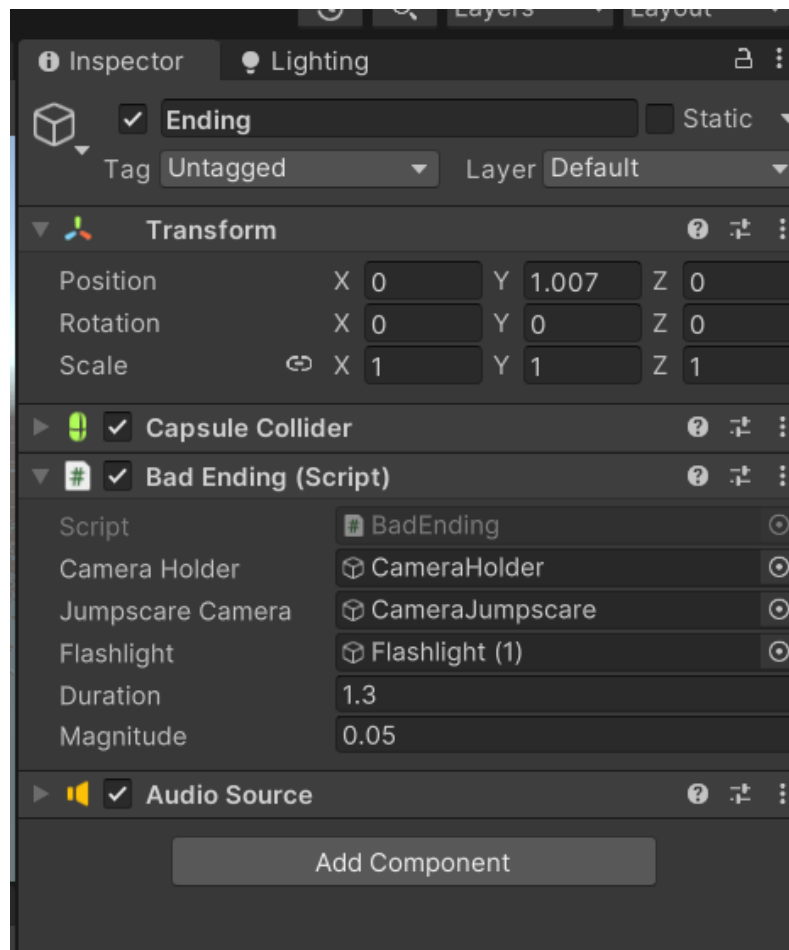 Layers Layout
Inspector Lighting
Ending Static
Tag Untagged Layer Default
Transform
Position X 0 Y 1.007 Z 0
Rotation X 0 Y 0 Z 0
Scale X 1 Y 1 Z 1
Capsule Collider
# Bad Ending (Script)
Script # BadEnding
Camera Holder CameraHolder
Jumpscare Camera CameraJumpscare
Flashlight Flashlight (1)
Duration 1.3
Magnitude 0.05
Audio Source
Add Component